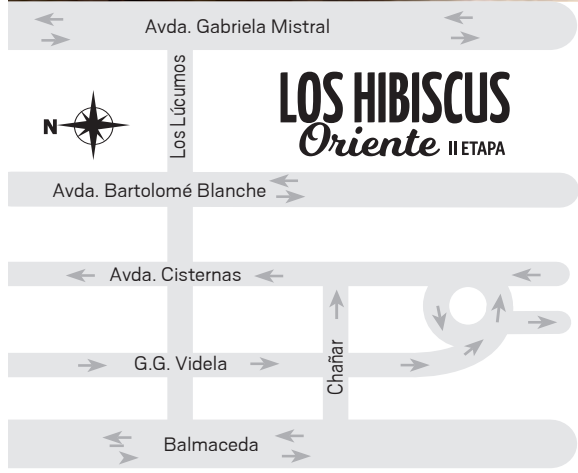 Avda. Gabriela Mistral
Los Lúcumos
N
LOS HIBISCUS
Oriente II ETAPA
Avda. Bartolomé Blanche
Avda. Cisternas
G.G. Videla
Chañar
Balmaceda